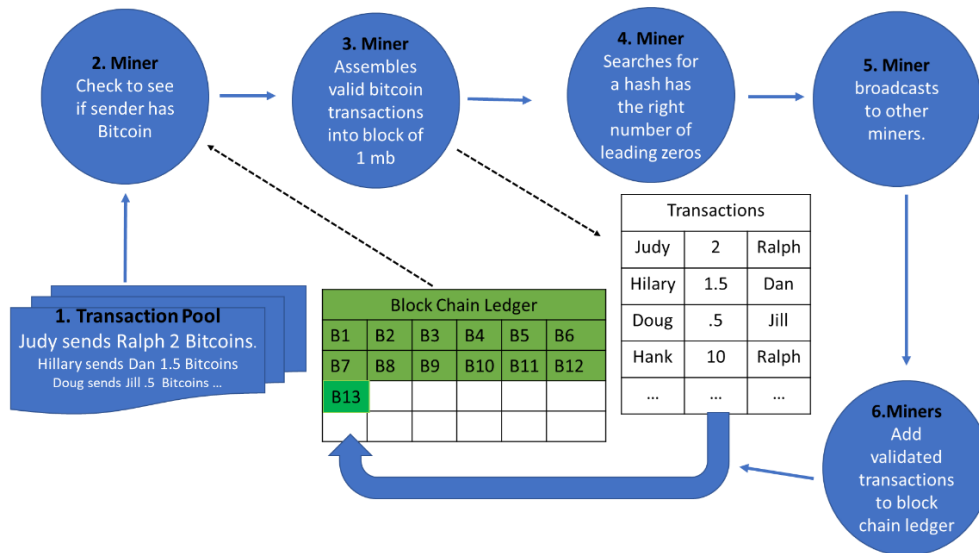 2. Miner
Check to see
if sender has
Bitcoin
3. Miner
Assembles
valid bitcoin
transactions
into block of
1 mb
4. Miner
Searches for
a hash has
the right
number of
leading zeros
5. Miner
broadcasts
to other
miners.
1. Transaction Pool
Judy sends Ralph 2 Bitcoins.
Hillary sends Dan 1.5 Bitcoins
Doug sends Jill .5 Bitcoins ...
Block Chain Ledger
B1 B2 B3 B4 B5 B6
B7 B8 B9 B10 B11 B12
B13
Transactions
Judy 2 Ralph
Hilary 1.5 Dan
Doug .5 Jill
Hank 10 Ralph
... ... ...
6.Miners
Add
validated
transactions
to block
chain ledger